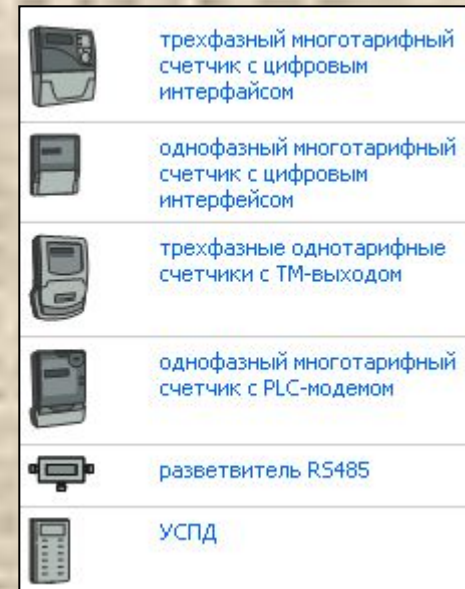 трехфазный многотарифный
счетчик с цифровым
интерфайсом
однофазный многотарифный
счетчик с цифровым
интерфейсом
трехфазные однотарифные
счетчики с ТМ-выходом
однофазный многотарифный
счетчик с PLC-модемом
разветвитель RS485
УСПД